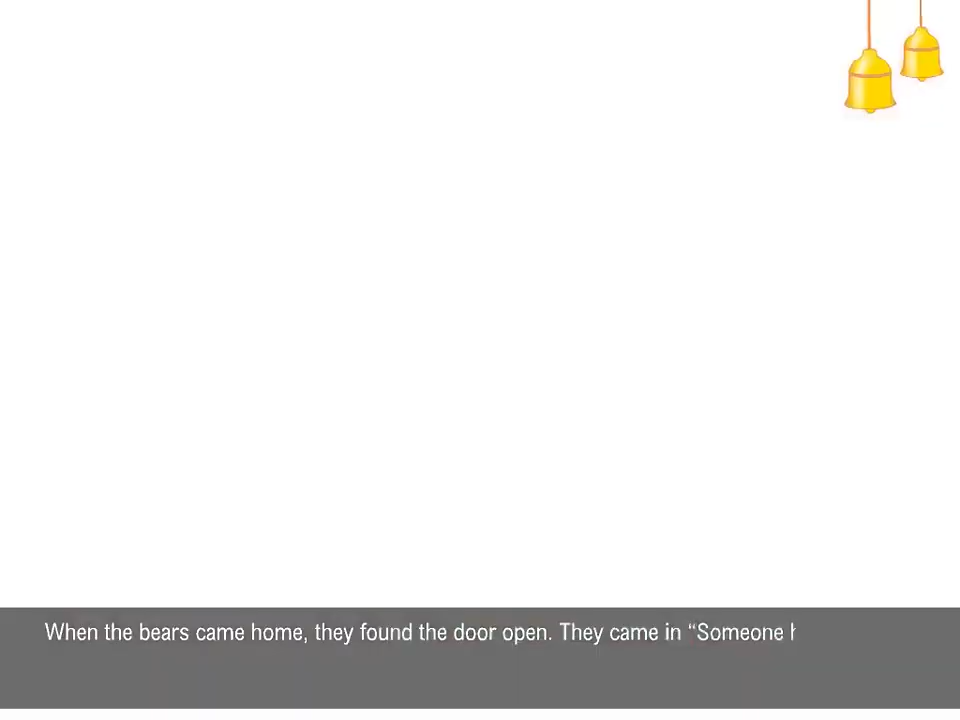 When the bears came home, they found the door open. They came in “Someone